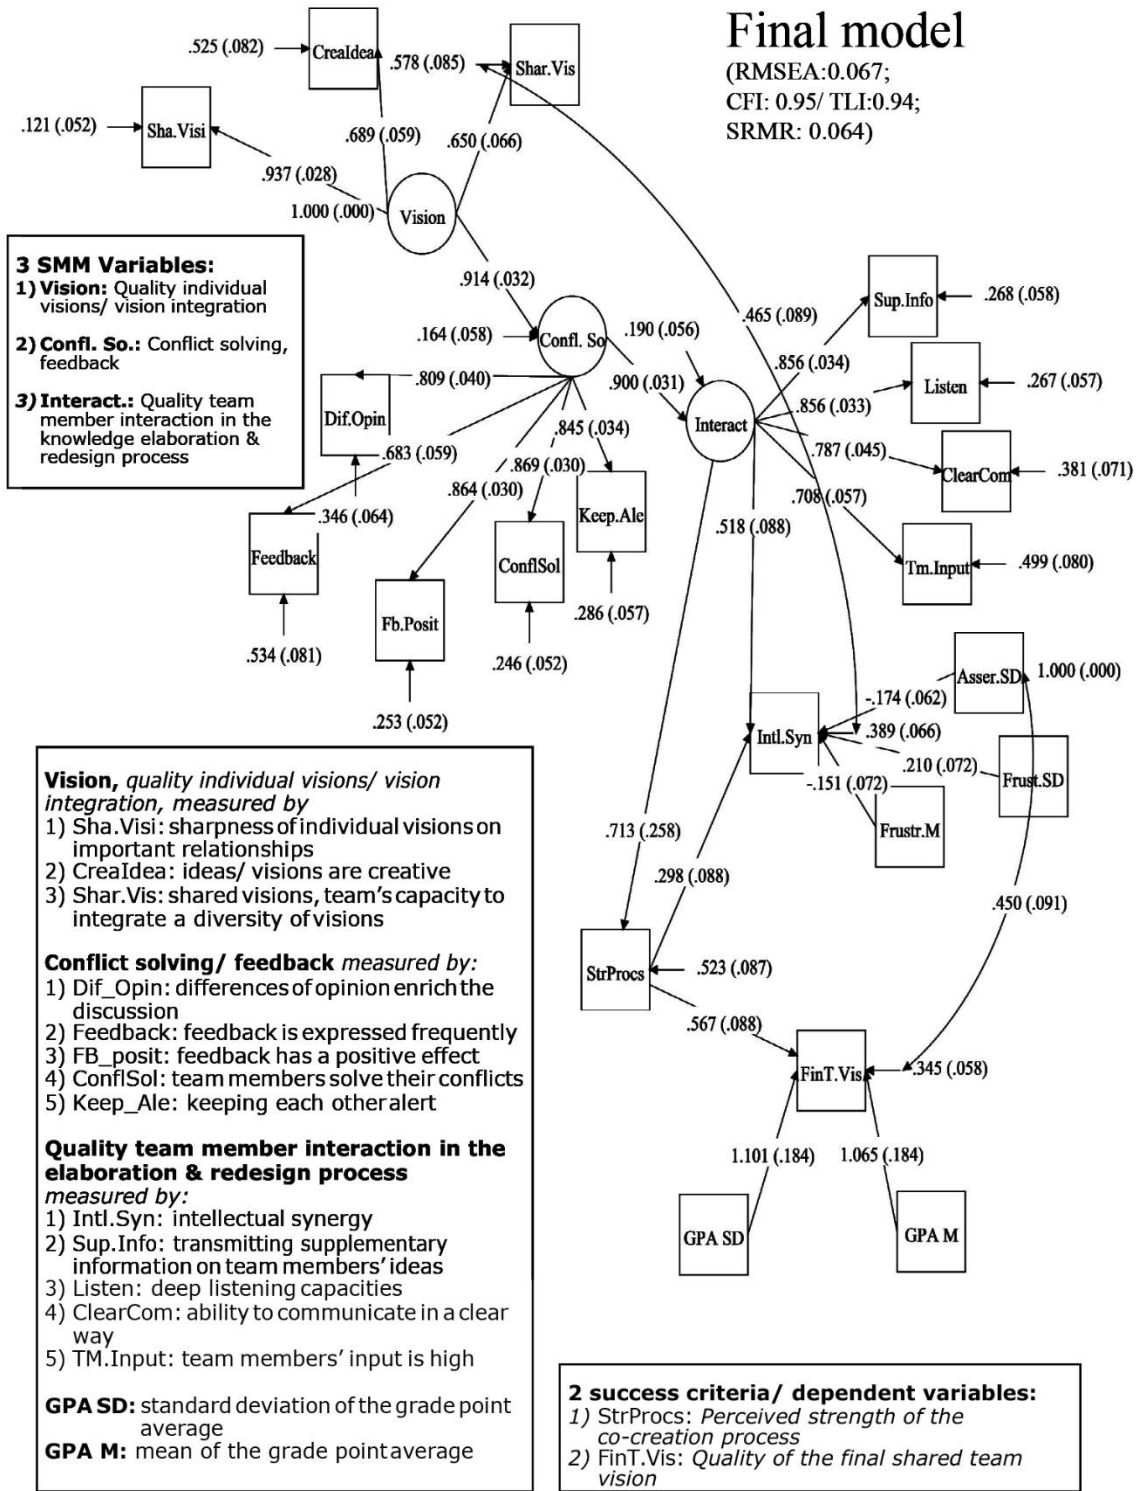 Final model
(RMSEA:0.067;
CFI: 0.95/ TLI:0.94;
SRMR: 0.064)
.525 (.082)
CreaIdea
.578 (.085)
Shar.Vis
.121 (.052)
Sha.Visi
.689 (.059)
.650 (.066)
.937 (.028)
1.000 (.000)
Vision
3 SMM Variables:
1) Vision: Quality individual
visions/ vision integration
2) Confl. So.: Conflict solving,
feedback
3) Interact.: Quality team
member interaction in the
knowledge elaboration &
redesign process
.914 (.032)
.164 (.058)
Confl. So
.190 (.056)
.465 (.089)
Sup.Info
.268 (.058)
.856 (.034)
.809 (.040)
.900 (.031)
Listen
.267 (.057)
.856 (.033)
Dif.Opin
Interact
.845 (.034)
.787 (.045)
.683 (.059)
.869 (.030)
ClearCom
.381 (.071)
.864 (.030)
.708 (.057)
.346 (.064)
Keep.Ale
.518 (.088)
Feedback
ConflSol
Tm.Input
.499 (.080)
Fb.Posit
.286 (.057)
.534 (.081)
.246 (.052)
.253 (.052)
Asser.SD
1.000 (.000)
-.174 (.062)
Intl.Syn
.389 (.066)
.210 (.072)
Frust.SD
-.151 (.072)
Frustr.M
.713 (.258)
.298 (.088)
.450 (.091)
StrProcs
.523 (.087)
.567 (.088)
FinT.Vis
.345 (.058)
1.101 (.184)
1.065 (.184)
GPA SD
GPA M
Vision, quality individual visions/ vision
integration, measured by
1) Sha.Visi: sharpness of individual visions on
important relationships
2) CreaIdea: ideas/ visions are creative
3) Shar.Vis: shared visions, team's capacity to
integrate a diversity of visions
Conflict solving/ feedback measured by:
1) Dif_Opin: differences of opinion enrich the
discussion
2) Feedback: feedback is expressed frequently
3) FB_posit: feedback has a positive effect
4) ConflSol: team members solve their conflicts
5) Keep_Ale: keeping each other alert
Quality team member interaction in the
elaboration & redesign process
measured by:
1) Intl.Syn: intellectual synergy
2) Sup.Info: transmitting supplementary
information on team members' ideas
3) Listen: deep listening capacities
4) ClearCom: ability to communicate in a clear
way
5) TM.Input: team members' input is high
GPA SD: standard deviation of the grade point
average
GPA M: mean of the grade point average
2 success criteria/ dependent variables:
1) StrProcs: Perceived strength of the
co-creation process
2) FinT.Vis: Quality of the final shared team
vision